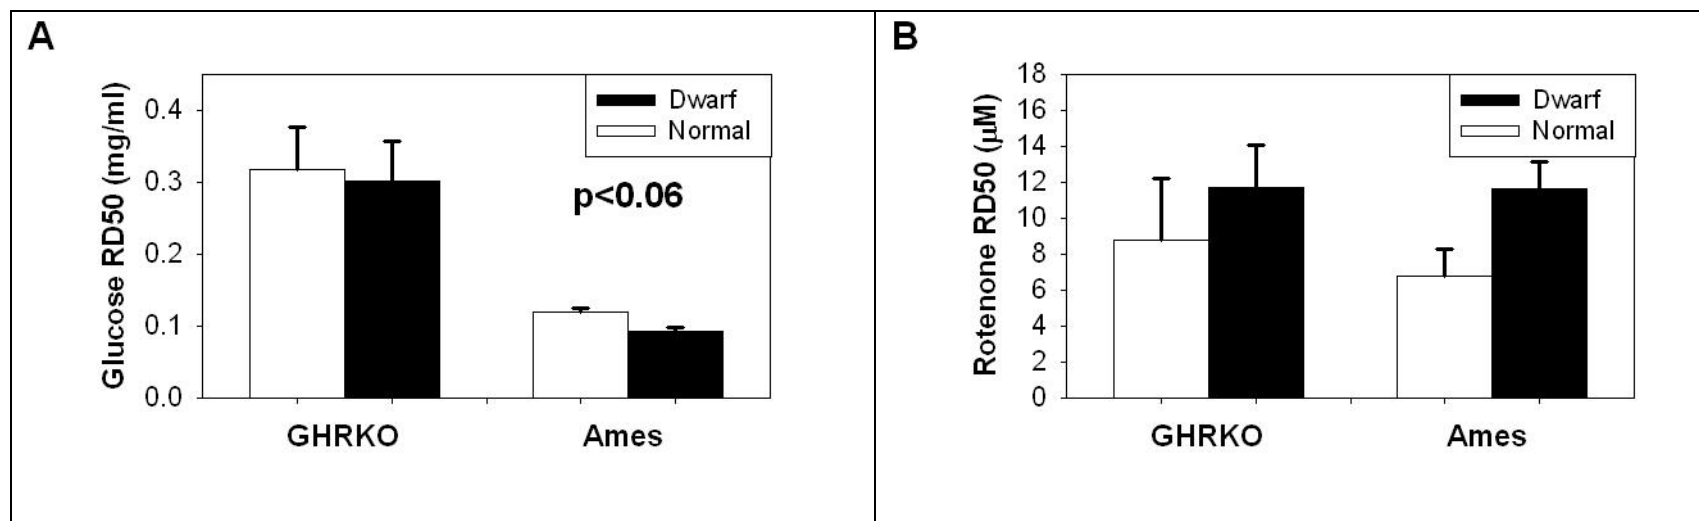 A
Glucose RD50 (mg/ml)
0.4
0.3
0.2
0.1
0.0
Dwarf
Normal
p<0.06
GHRKO
Ames
B
Rotenone RD50 (μM)
18
16
14
12
10
8
6
4
2
0
Dwarf
Normal
GHRKO
Ames